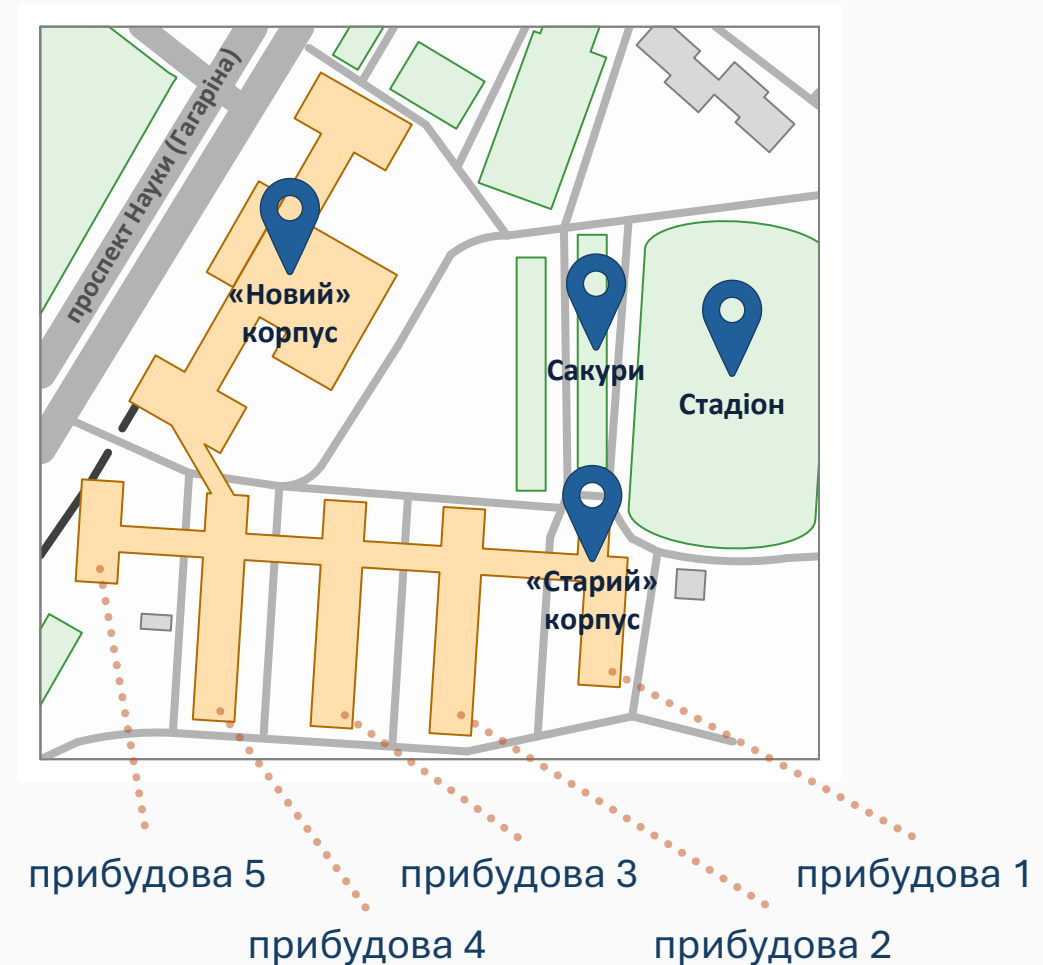 проспект Науки (Гагаріна)
«Новий»
корпус
Сакури
Стадіон
«Старий»
корпус
прибудова 5
прибудова 3
прибудова 1
прибудова 4
прибудова 2